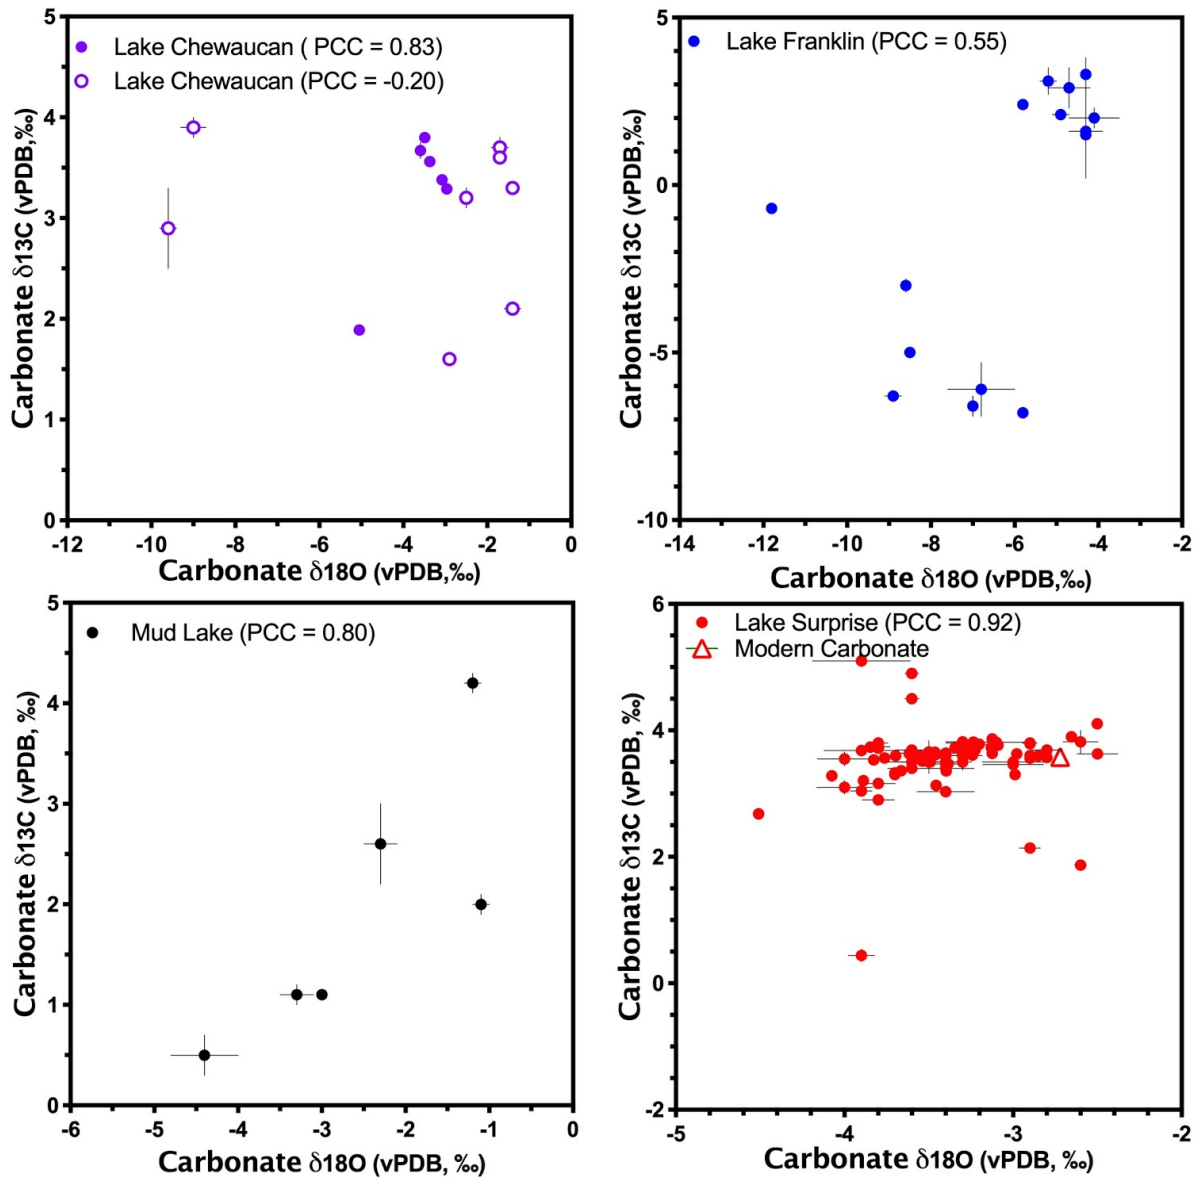 5
Lake Chewaucan ( PCC = 0.83)
Lake Chewaucan (PCC = -0.20)
4
3
2
1
0
-12 -10 -8 -6 -4 -2 0
Carbonate δ13C (vPDB,‰)
Carbonate δ18O (vPDB,‰)
5
Lake Franklin (PCC = 0.55)
0
-5
-10
-14 -12 -10 -8 -6 -4 -2
Carbonate δ13C (vPDB,‰)
Carbonate δ18O (vPDB,‰)
5
Mud Lake (PCC = 0.80)
4
3
2
1
0
-6 -5 -4 -3 -2 -1 0
Carbonate δ13C (vPDB, ‰)
Carbonate δ18O (vPDB, ‰)
6
Lake Surprise (PCC = 0.92)
Modern Carbonate
4
2
0
-2
-5 -4 -3 -2
Carbonate δ13C (vPDB, ‰)
Carbonate δ18O (vPDB, ‰)